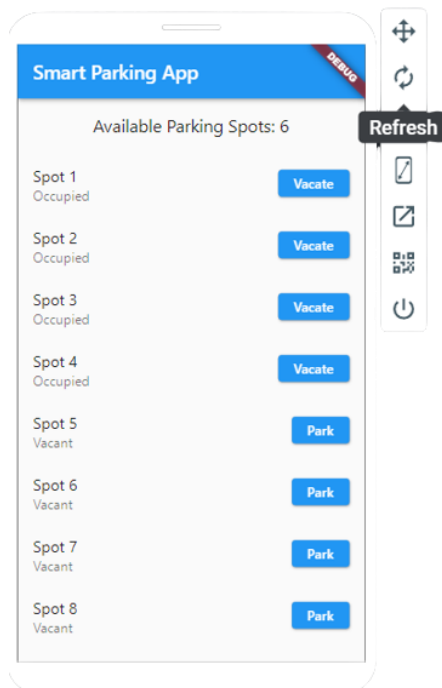 Smart Parking App
DEBUG
Available Parking Spots: 6
Refresh
Spot 1
Occupied
Vacate
Spot 2
Occupied
Vacate
Spot 3
Occupied
Vacate
Spot 4
Occupied
Vacate
Spot 5
Vacant
Park
Spot 6
Vacant
Park
Spot 7
Vacant
Park
Spot 8
Vacant
Park